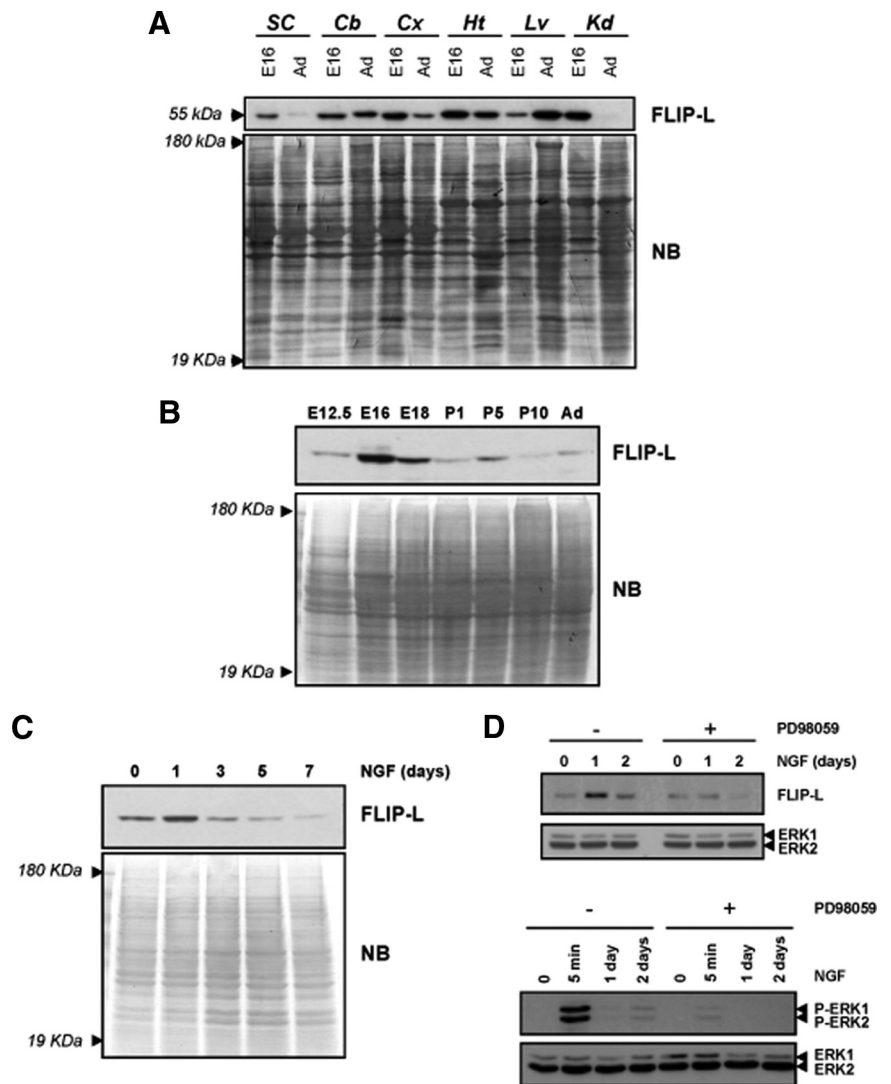 A
SC Cb Cx Ht Lv Kd
E16 Ad E16 Ad E16 Ad E16 Ad E16 Ad E16 Ad
55 kDa FLIP-L
180 kDa
NB
19 KDa
B
E12.5 E16 E18 P1 P5 P10 Ad
FLIP-L
180 KDa
NB
19 KDa
C
0 1 3 5 7 NGF (days)
FLIP-L
180 KDa
NB
19 KDa
D
- + PD98059
0 1 2 0 1 2 NGF (days)
FLIP-L
ERK1
ERK2
- + PD98059
0 5 min 1 day 2 days 0 5 min 1 day 2 days NGF
P-ERK1
P-ERK2
ERK1
ERK2